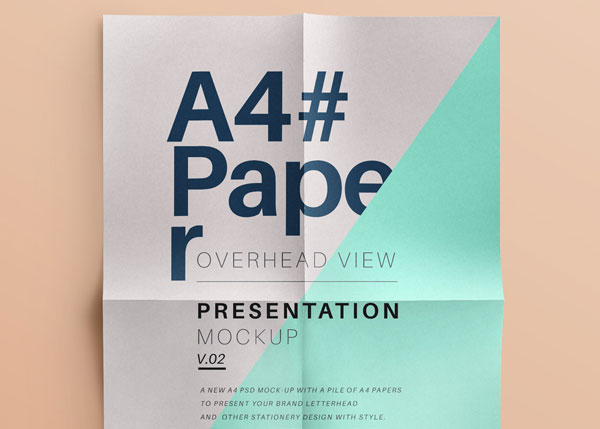 A4#
Pape
r
OVERHEAD VIEW
PRESENTATION
MOCKUP
V.02
A NEW A4 PSD MOCK-UP WITH A PILE OF A4 PAPERS
TO PRESENT YOUR BRAND LETTERHEAD
AND OTHER STATIONERY DESIGN WITH STYLE.